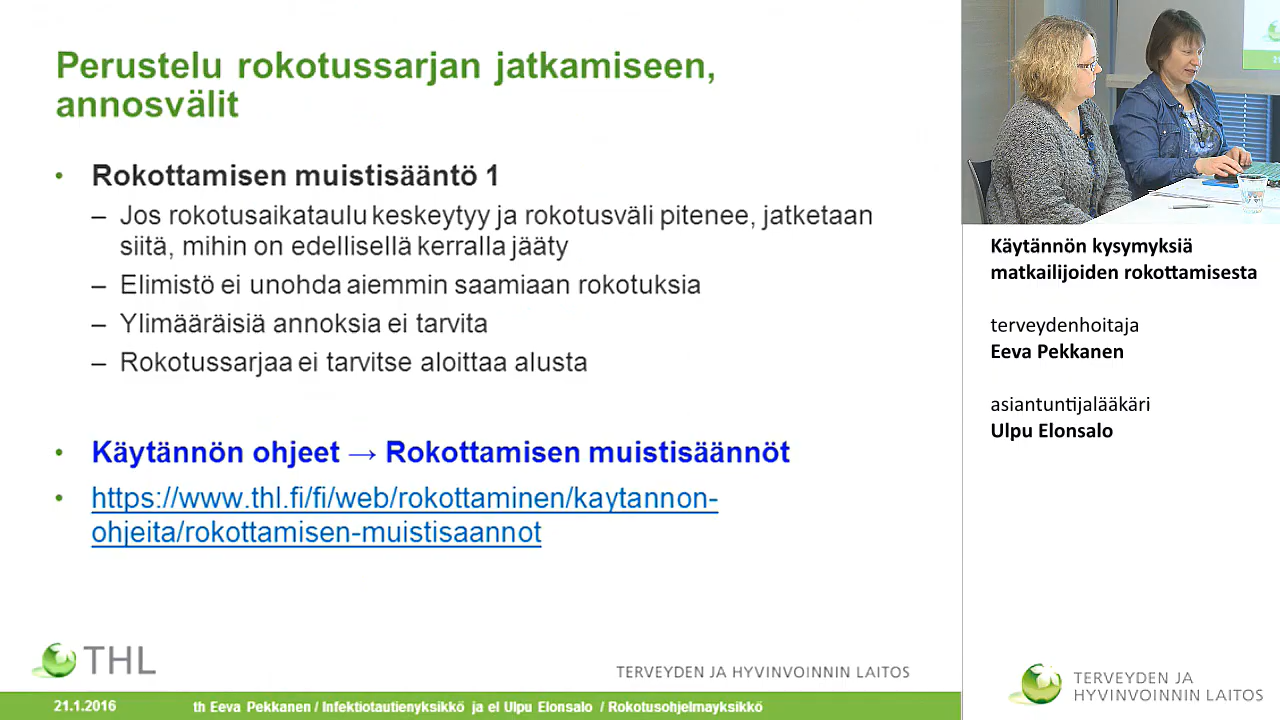 Perustelu rokotussarjan jatkamiseen,
annosvälit
• Rokottamisen muistisääntö 1
– Jos rokotusaikataulu keskeytyy ja rokotusväli pitenee, jatketaan
siitä, mihin on edellisellä kerralla jääty
– Elimistö ei unohda aiemmin saamiaan rokotuksia
– Ylimääräisiä annoksia ei tarvita
– Rokotussarjaa ei tarvitse aloittaa alusta
• Käytännön ohjeet → Rokottamisen muistisäännöt
• https://www.thl.fi/fi/web/rokottaminen/kaytannon-
ohjeita/rokottamisen-muistisaannot
THL
TERVEYDEN JA HYVINVOINNIN LAITOS
21.1.2016 th Eeva Pekkanen / Infektiotautienyksikkö ja el Ulpu Elonsalo / Rokotusohjelmayksikkö
Käytännön kysymyksiä
matkailijoiden rokottamisesta
terveydenhoitaja
Eeva Pekkanen
asiantuntijalääkäri
Ulpu Elonsalo
TERVEYDEN JA
HYVINVOINNIN LAITOS